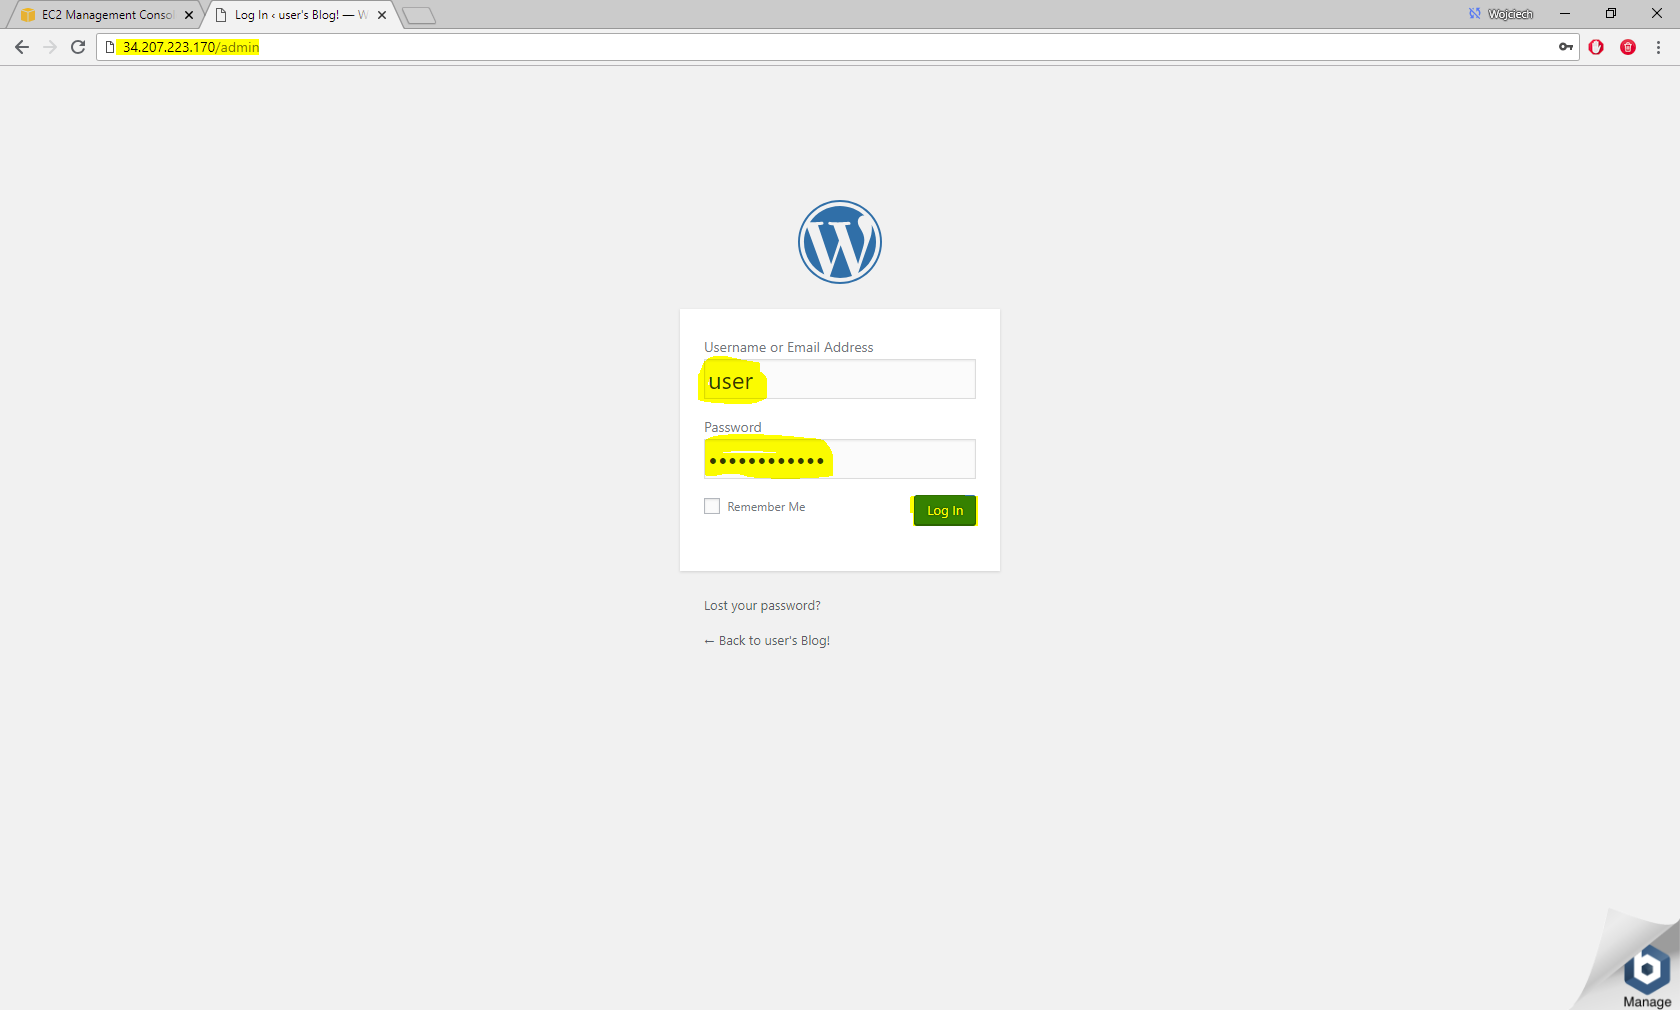 EC2 Management Consol
Log In ‹ user's Blog! — W
Wojciech
34.207.223.170/admin
Username or Email Address
user
Password
••••••••••••
Remember Me
Log In
Lost your password?
← Back to user's Blog!
Manage